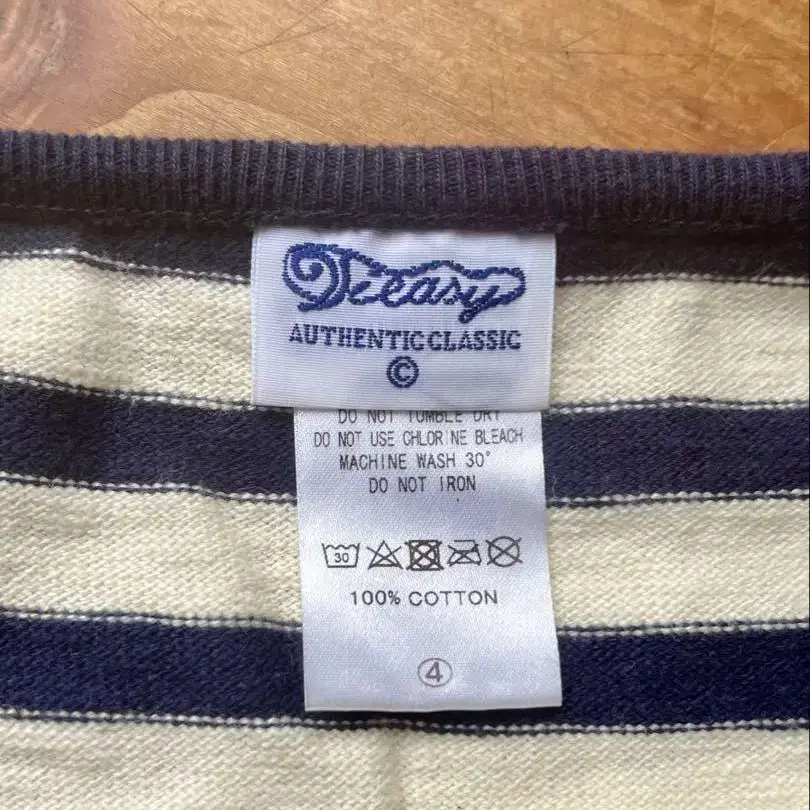 Tieasy
AUTHENTIC CLASSIC
©
DO NOT TUMBLE DRY
DO NOT USE CHLORINE BLEACH
MACHINE WASH 30°
DO NOT IRON
30
100% COTTON
④